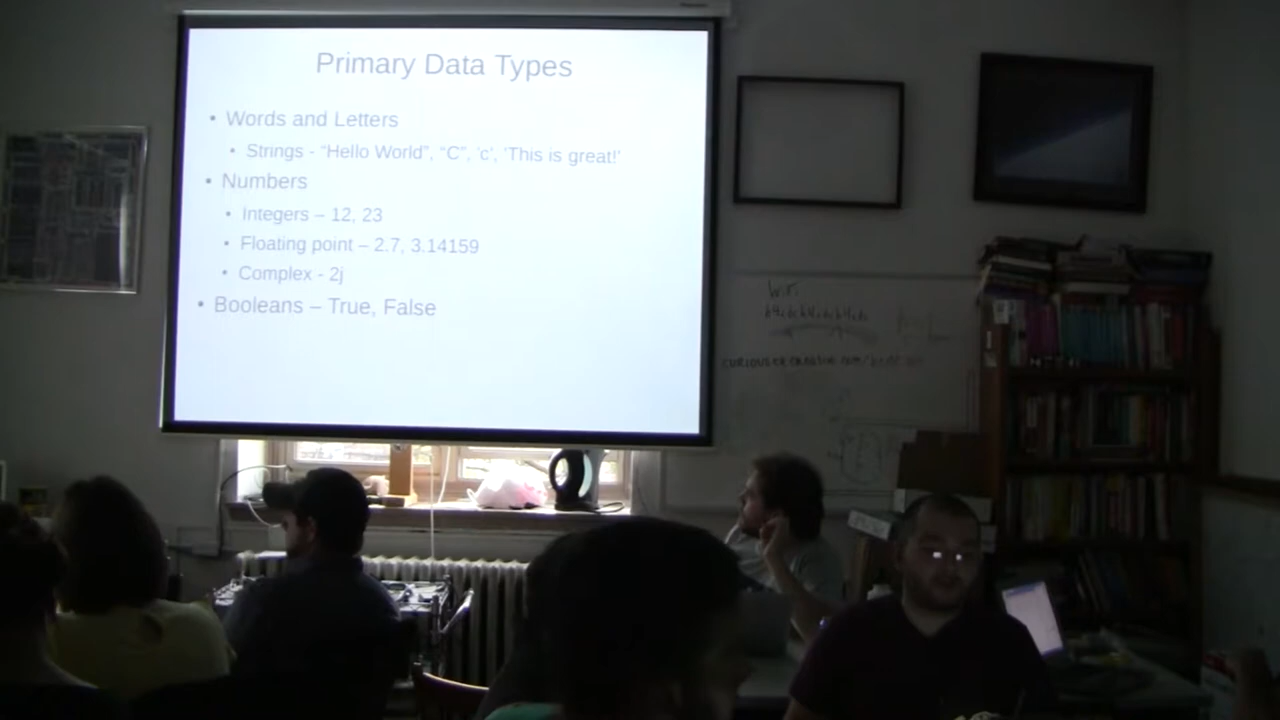 Primary Data Types
• Words and Letters
• Strings - “Hello World”, “C”, ‘c’, ‘This is great!’
• Numbers
• Integers – 12, 23
• Floating point – 2.7, 3.14159
• Complex - 2j
• Booleans – True, False